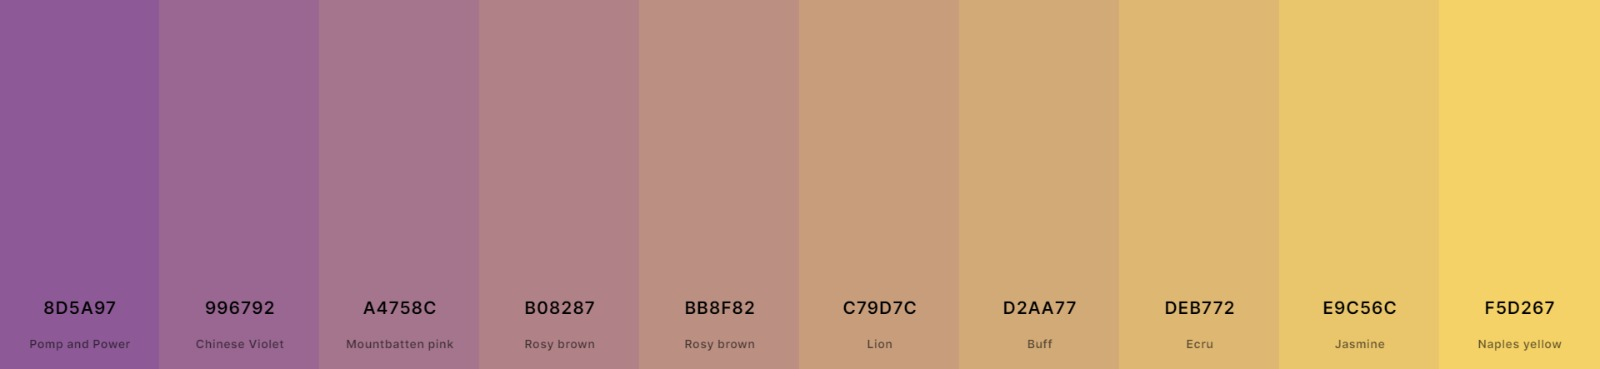 8D5A97 996792 A4758C B08287 BB8F82 C79D7C D2AA77 DEB772 E9C56C F5D267
Pomp and Power Chinese Violet Mountbatten pink Rosy brown Rosy brown Lion Buff Ecru Jasmine Naples yellow